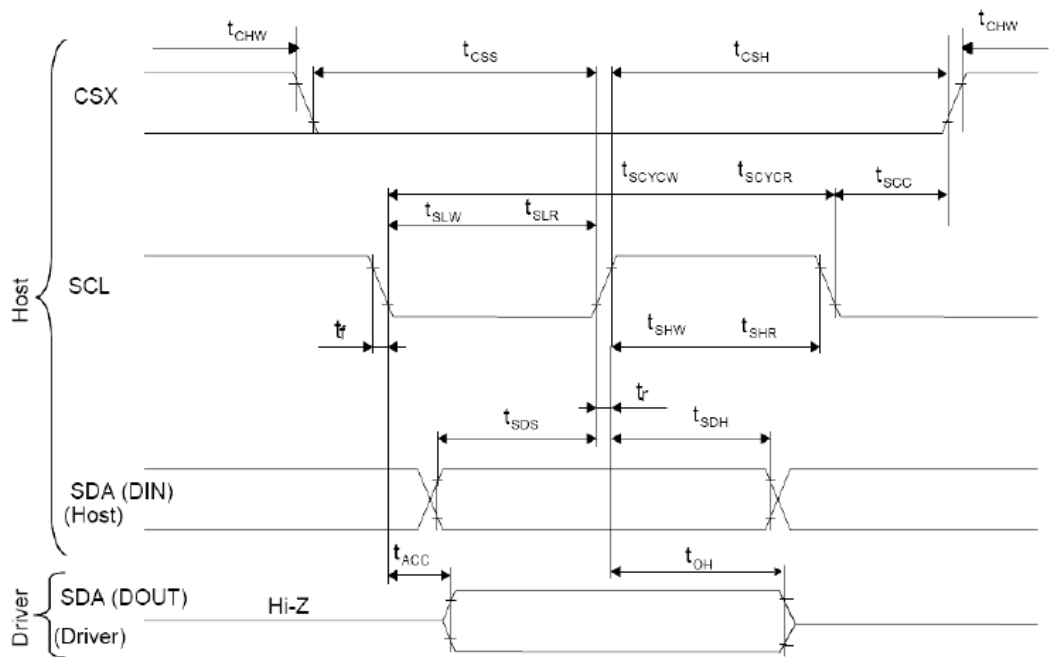 tCHW tCHW
tCSS tCSH
CSX
tSCYCW tSCYCR tSCC
tSLW tSLR
Host
SCL
tf tSHW tSHR
tr
tSDS tSDH
SDA (DIN)
(Host)
tACC tOH
Driver
SDA (DOUT)
Hi-Z
(Driver)